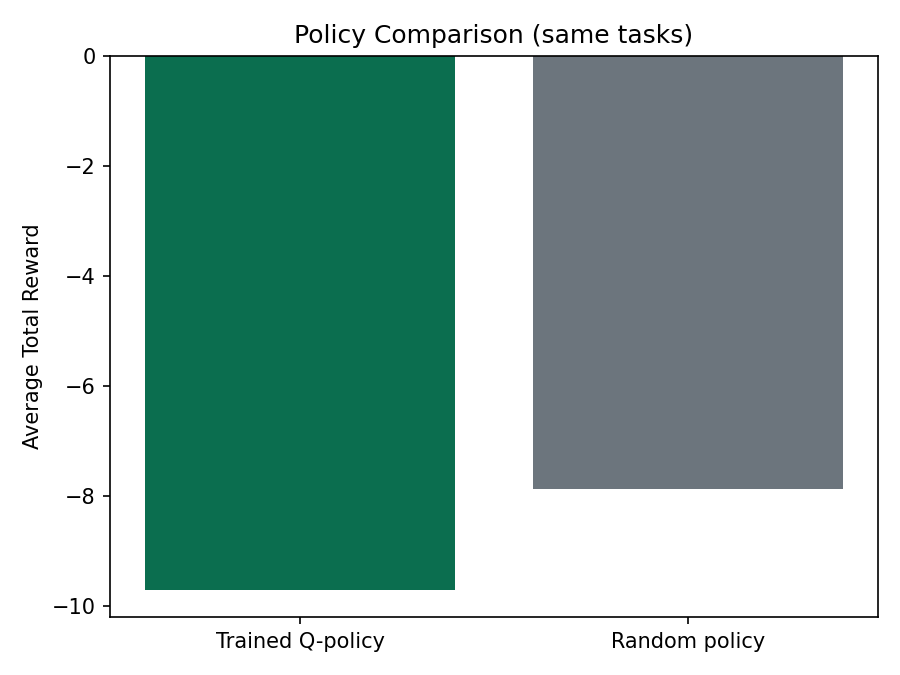 Policy Comparison (same tasks)
0
−2
−4
−6
−8
−10
Average Total Reward
Trained Q-policy
Random policy